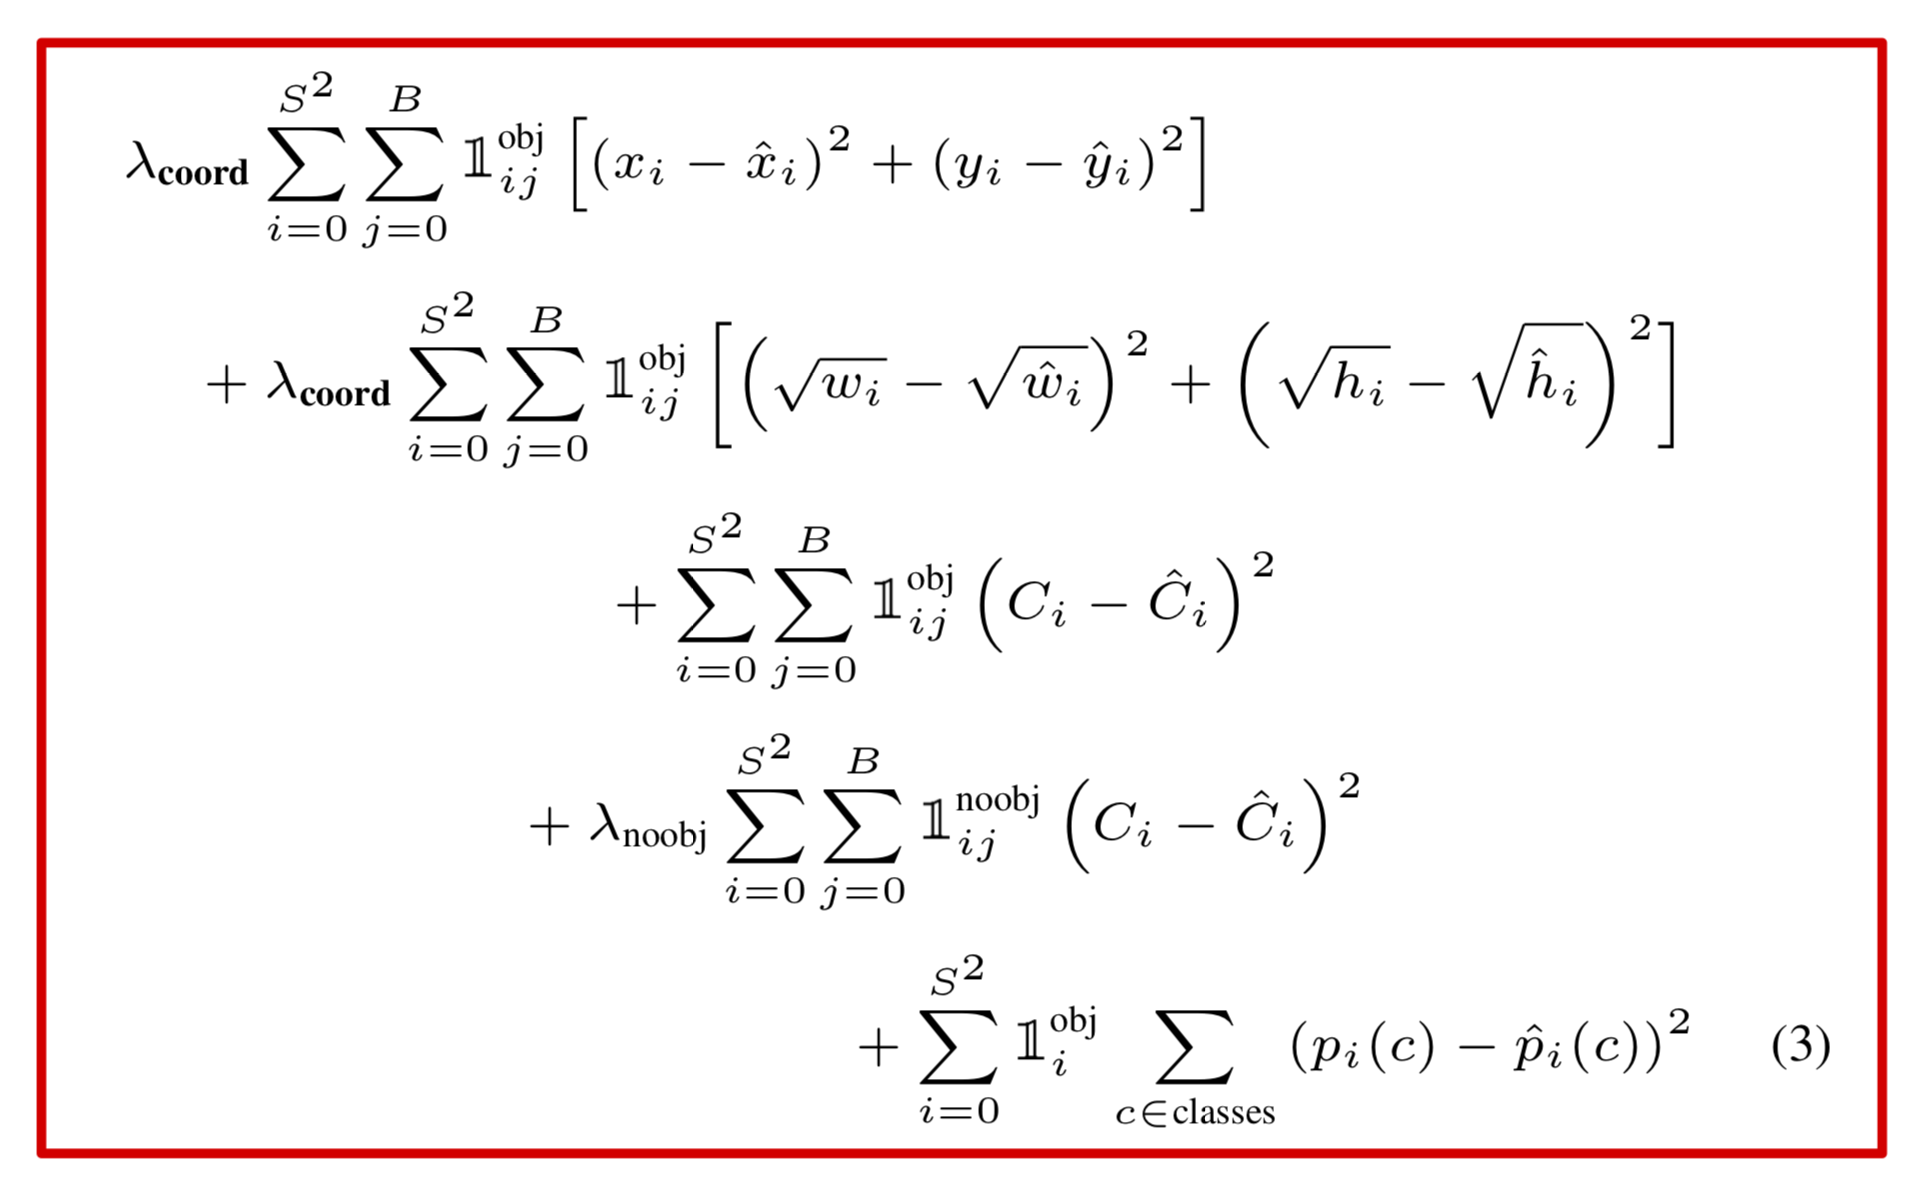 $\lambda_{\textbf{coord}} \sum_{i=0}^{S^2} \sum_{j=0}^{B} \mathbb{1}_{ij}^{\text{obj}} \left[ (x_i - \hat{x}_i)^2 + (y_i - \hat{y}_i)^2 \right]$
$+ \lambda_{\textbf{coord}} \sum_{i=0}^{S^2} \sum_{j=0}^{B} \mathbb{1}_{ij}^{\text{obj}} \left[ \left( \sqrt{w_i} - \sqrt{\hat{w}_i} \right)^2 + \left( \sqrt{h_i} - \sqrt{\hat{h}_i} \right)^2 \right]$
$+ \sum_{i=0}^{S^2} \sum_{j=0}^{B} \mathbb{1}_{ij}^{\text{obj}} \left( C_i - \hat{C}_i \right)^2$
$+ \lambda_{\text{noobj}} \sum_{i=0}^{S^2} \sum_{j=0}^{B} \mathbb{1}_{ij}^{\text{noobj}} \left( C_i - \hat{C}_i \right)^2$
$+ \sum_{i=0}^{S^2} \mathbb{1}_{i}^{\text{obj}} \sum_{c \in \text{classes}} (p_i(c) - \hat{p}_i(c))^2$ (3)